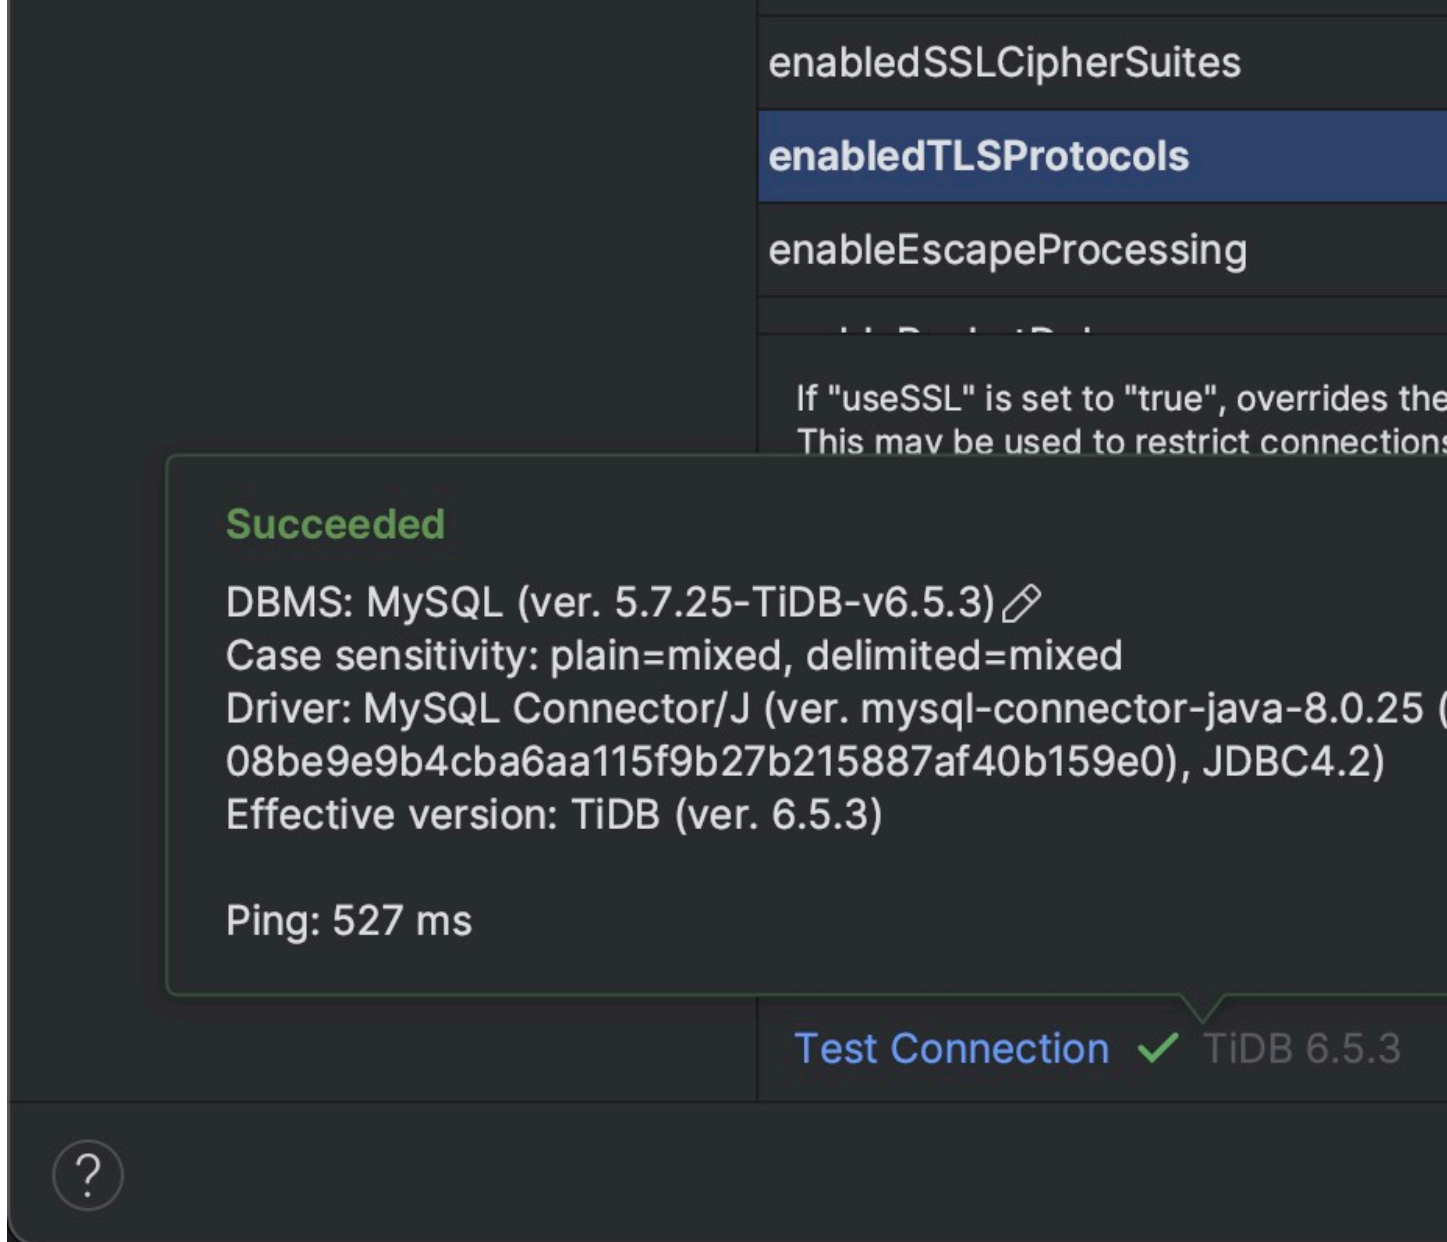 enabledSSLCipherSuites
enabledTLSProtocols
enableEscapeProcessing
If "useSSL" is set to "true", overrides the
This may be used to restrict connections
Succeeded
DBMS: MySQL (ver. 5.7.25-TiDB-v6.5.3)
Case sensitivity: plain=mixed, delimited=mixed
Driver: MySQL Connector/J (ver. mysql-connector-java-8.0.25 (
08be9e9b4cba6aa115f9b27b215887af40b159e0), JDBC4.2)
Effective version: TiDB (ver. 6.5.3)
Ping: 527 ms
Test Connection ✓ TiDB 6.5.3
?